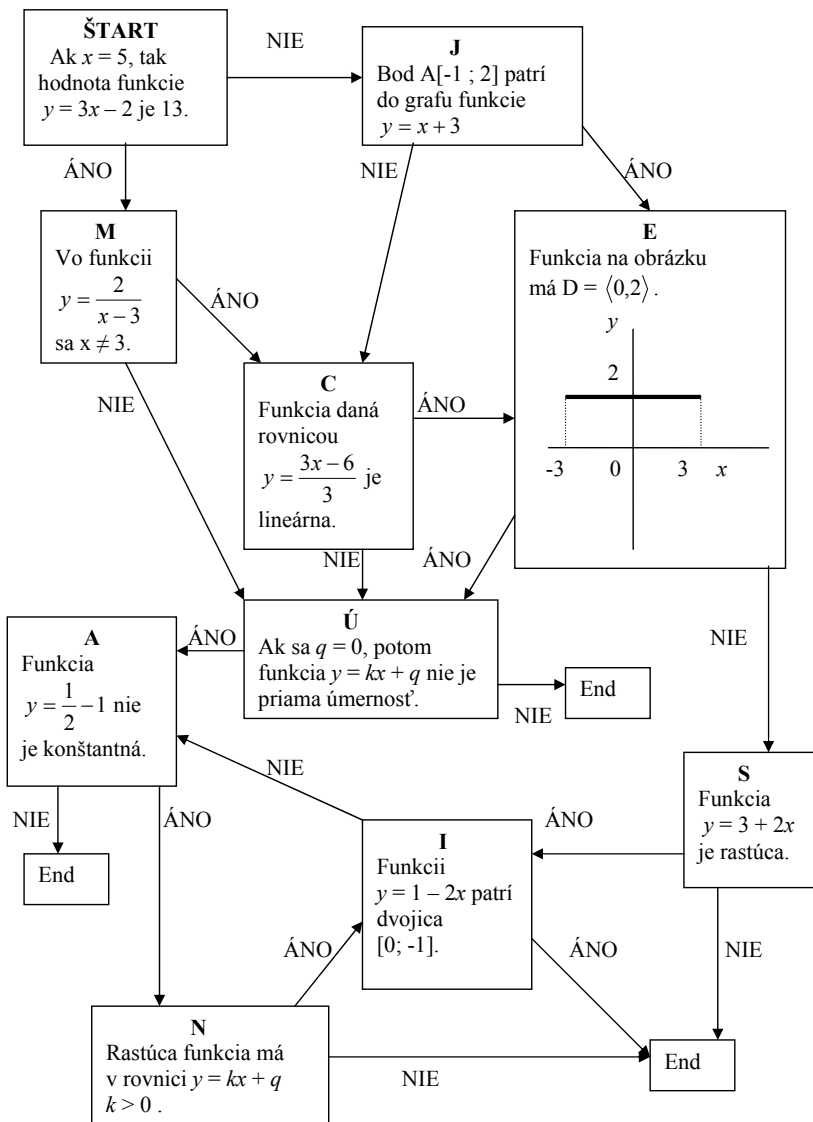 ŠTART
Ak x = 5, tak
hodnota funkcie
y = 3x – 2 je 13.
NIE
J
Bod A[-1 ; 2] patrí
do grafu funkcie
y = x + 3
ÁNO
NIE
ÁNO
M
Vo funkcii
y = 2/(x – 3)
sa x ≠ 3.
ÁNO
E
Funkcia na obrázku
má D = ⟨0,2⟩ .
y
2
-3 0 3 x
NIE
C
Funkcia daná
rovnicou
y = (3x – 6)/3 je
lineárna.
ÁNO
NIE
ÁNO
NIE
A
Funkcia
y = 1/2 – 1 nie
je konštantná.
ÁNO
Ú
Ak sa q = 0, potom
funkcia y = kx + q nie je
priama úmernosť.
NIE
End
NIE
NIE
ÁNO
End
I
Funkcii
y = 1 – 2x patrí
dvojica
[0; -1].
ÁNO
S
Funkcia
y = 3 + 2x
je rastúca.
ÁNO
ÁNO
NIE
N
Rastúca funkcia má
v rovnici y = kx + q
k > 0 .
NIE
End